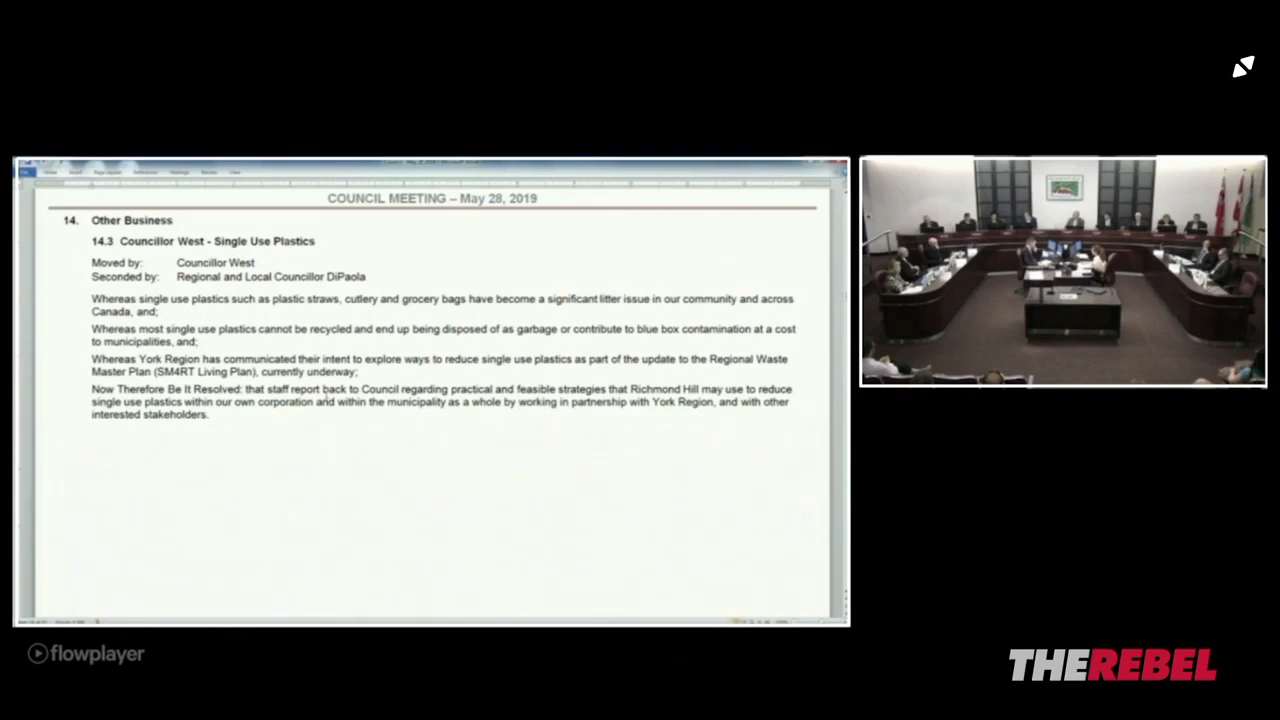 COUNCIL MEETING – May 28, 2019
14. Other Business
14.3 Councillor West - Single Use Plastics
Moved by: Councillor West
Seconded by: Regional and Local Councillor DiPaola
Whereas single use plastics such as plastic straws, cutlery and grocery bags have become a significant litter issue in our community and across
Canada, and;
Whereas most single use plastics cannot be recycled and end up being disposed of as garbage or contribute to blue box contamination at a cost
to municipalities, and;
Whereas York Region has communicated their intent to explore ways to reduce single use plastics as part of the update to the Regional Waste
Master Plan (SM4RT Living Plan), currently underway;
Now Therefore Be It Resolved: that staff report back to Council regarding practical and feasible strategies that Richmond Hill may use to reduce
single use plastics within our own corporation and within the municipality as a whole by working in partnership with York Region, and with other
interested stakeholders.
flowplayer
THE REBEL